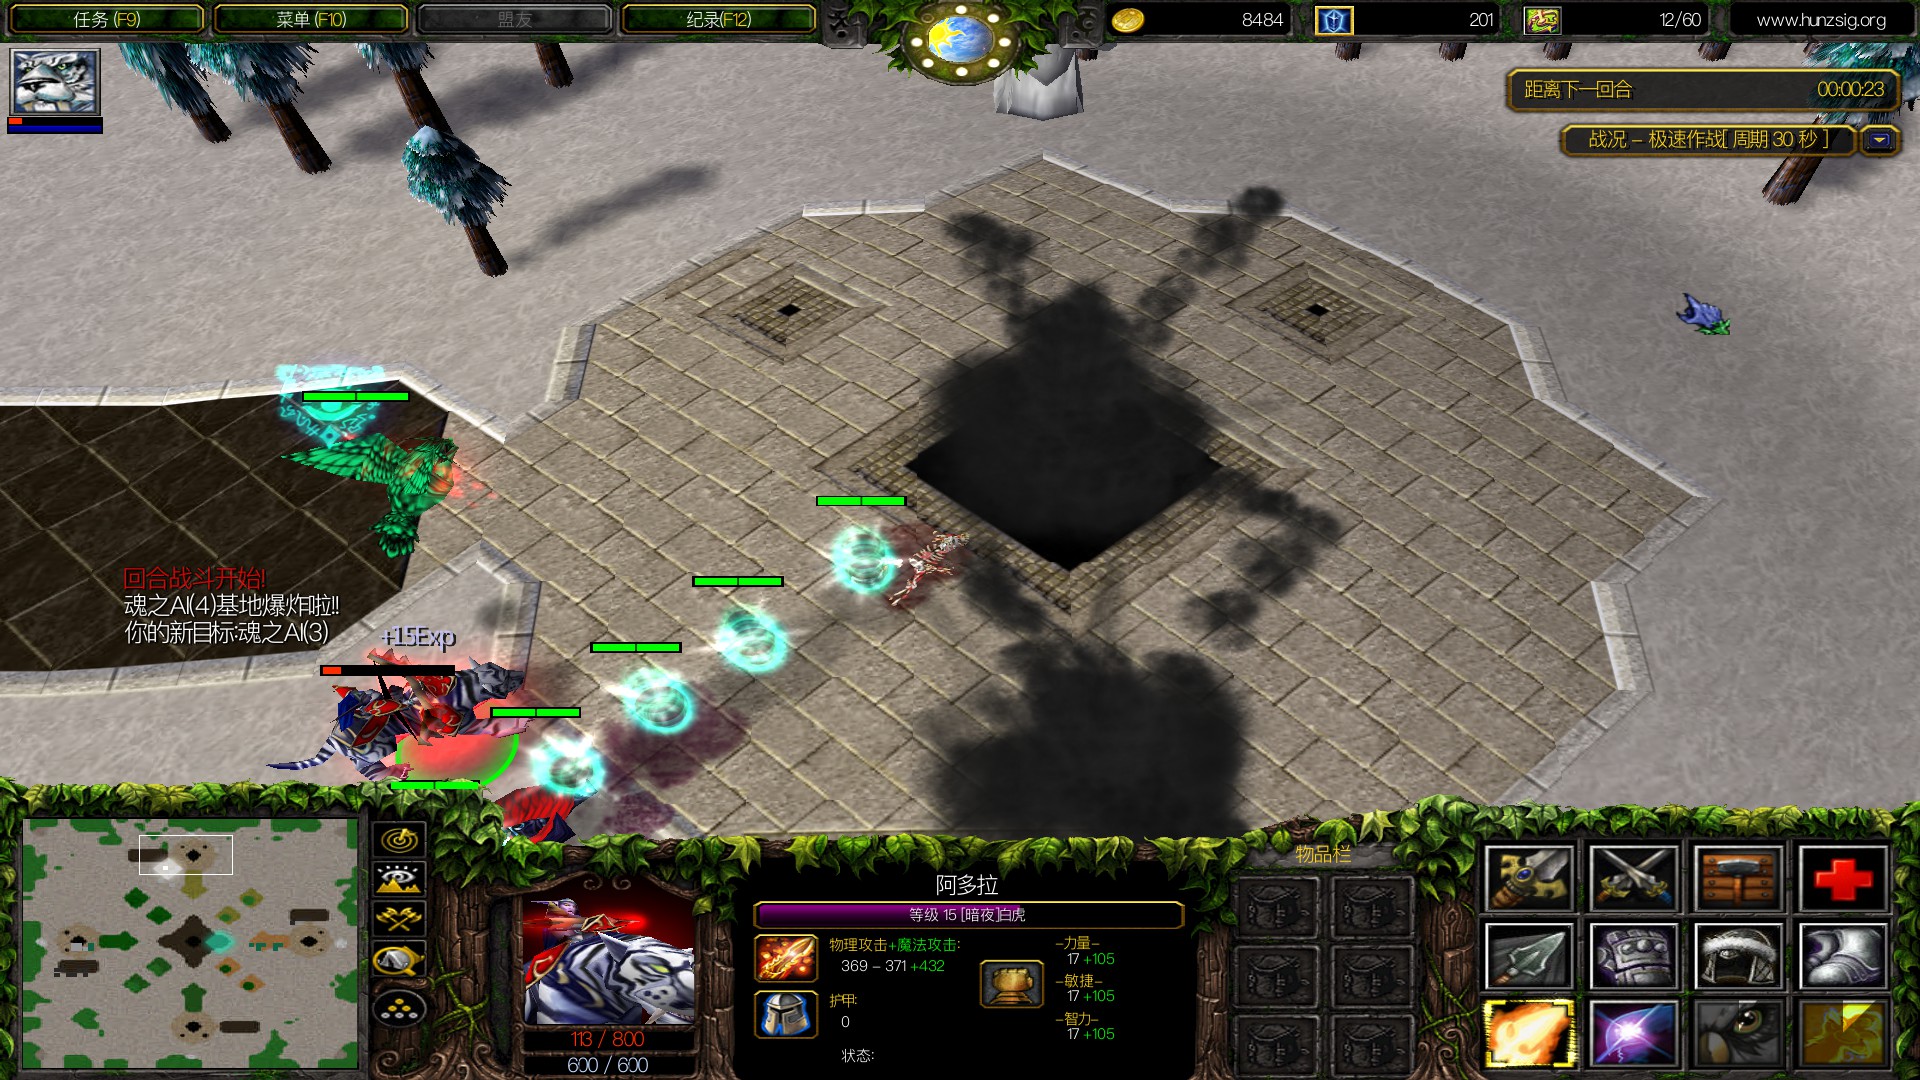 任务 (F9)
菜单 (F10)
盟友
纪录(F12)
8484
201
12/60
www.hunzsig.org
距离下一回合 00:00:23
战况 – 极速作战[ 周期 30 秒 ]
回合战斗开始!
魂之AI(4)基地爆炸啦!!
你的新目标:魂之AI(3)
+15Exp
物品栏
阿多拉
等级 15 [暗夜]白虎
物理攻击+魔法攻击:
369 – 371 +432
护甲:
0
状态:
–力量–
17 +105
–敏捷–
17 +105
–智力–
17 +105
113 / 800
600 / 600